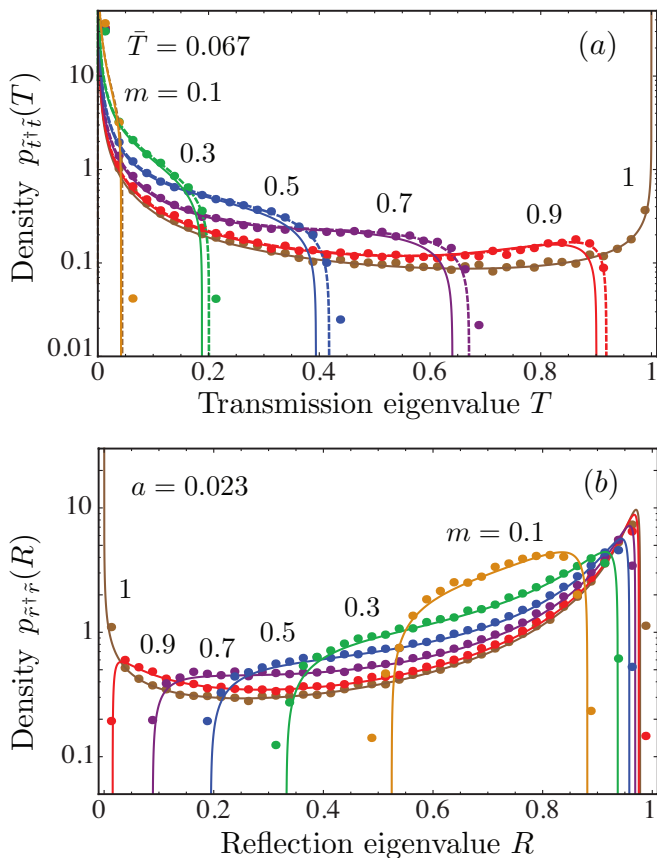 (a)
T̄ = 0.067
m = 0.1
0.3
0.5
0.7
0.9
1
10
1
0.1
0.01
0
0.2
0.4
0.6
0.8
1
Density p_{t̃†t̃}(T)
Transmission eigenvalue T
(b)
a = 0.023
m = 0.1
1
0.9
0.7
0.5
0.3
10
1
0.1
0
0.2
0.4
0.6
0.8
1
Density p_{r̃†r̃}(R)
Reflection eigenvalue R